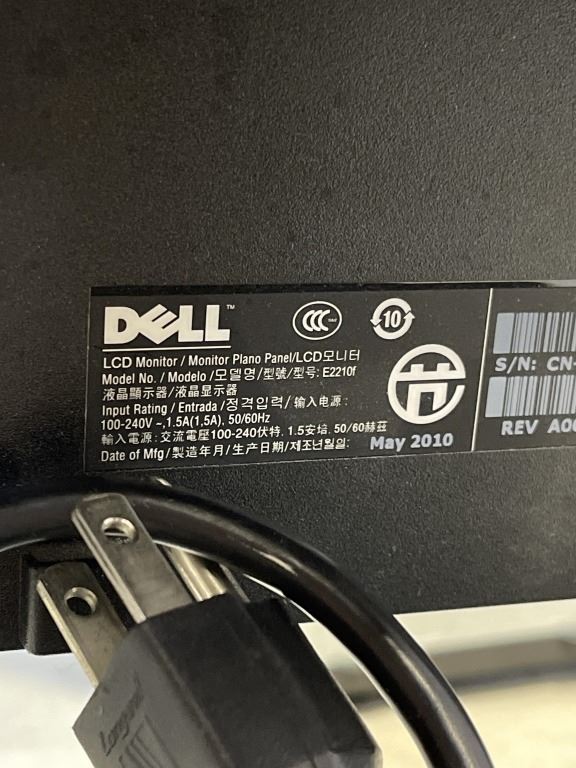 DELL™
CCC
10
LCD Monitor / Monitor Plano Panel/LCD모니터
Model No. / Modelo /모델명/型號/型号: E2210f
液晶顯示器/液晶显示器
Input Rating / Entrada /정격입력/输入电源:
100-240V ~,1.5A(1,5A), 50/60Hz
輸入電源: 交流電壓100-240伏特, 1.5安培, 50/60赫茲
Date of Mfg/製造年月/生产日期/제조년월일: May 2010
S/N: CN-
REV A00
Longwell